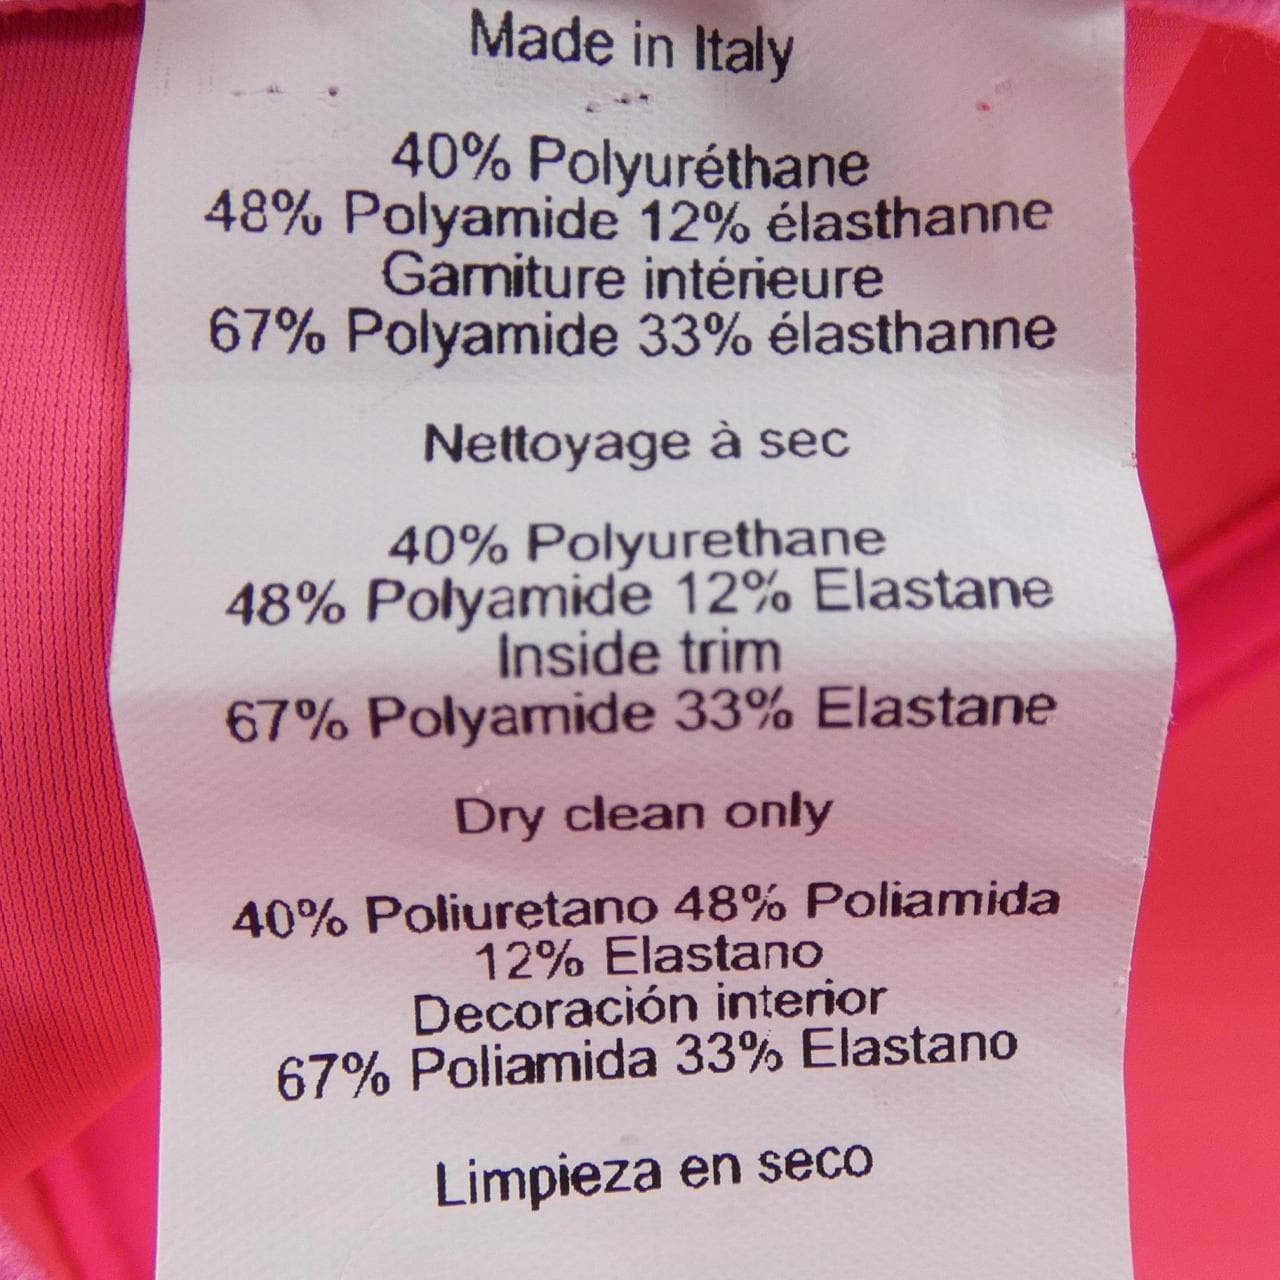 Made in Italy
40% Polyuréthane
48% Polyamide 12% élasthanne
Garniture intérieure
67% Polyamide 33% élasthanne
Nettoyage à sec
40% Polyurethane
48% Polyamide 12% Elastane
Inside trim
67% Polyamide 33% Elastane
Dry clean only
40% Poliuretano 48% Poliamida
12% Elastano
Decoración interior
67% Poliamida 33% Elastano
Limpieza en seco